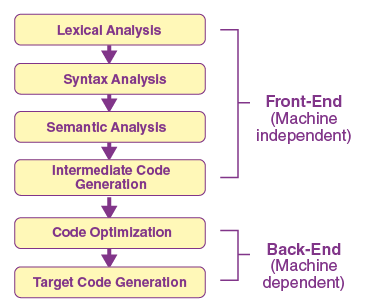 Lexical Analysis
Syntax Analysis
Semantic Analysis
Intermediate Code
Generation
Code Optimization
Target Code Generation
Front-End
(Machine
independent)
Back-End
(Machine
dependent)